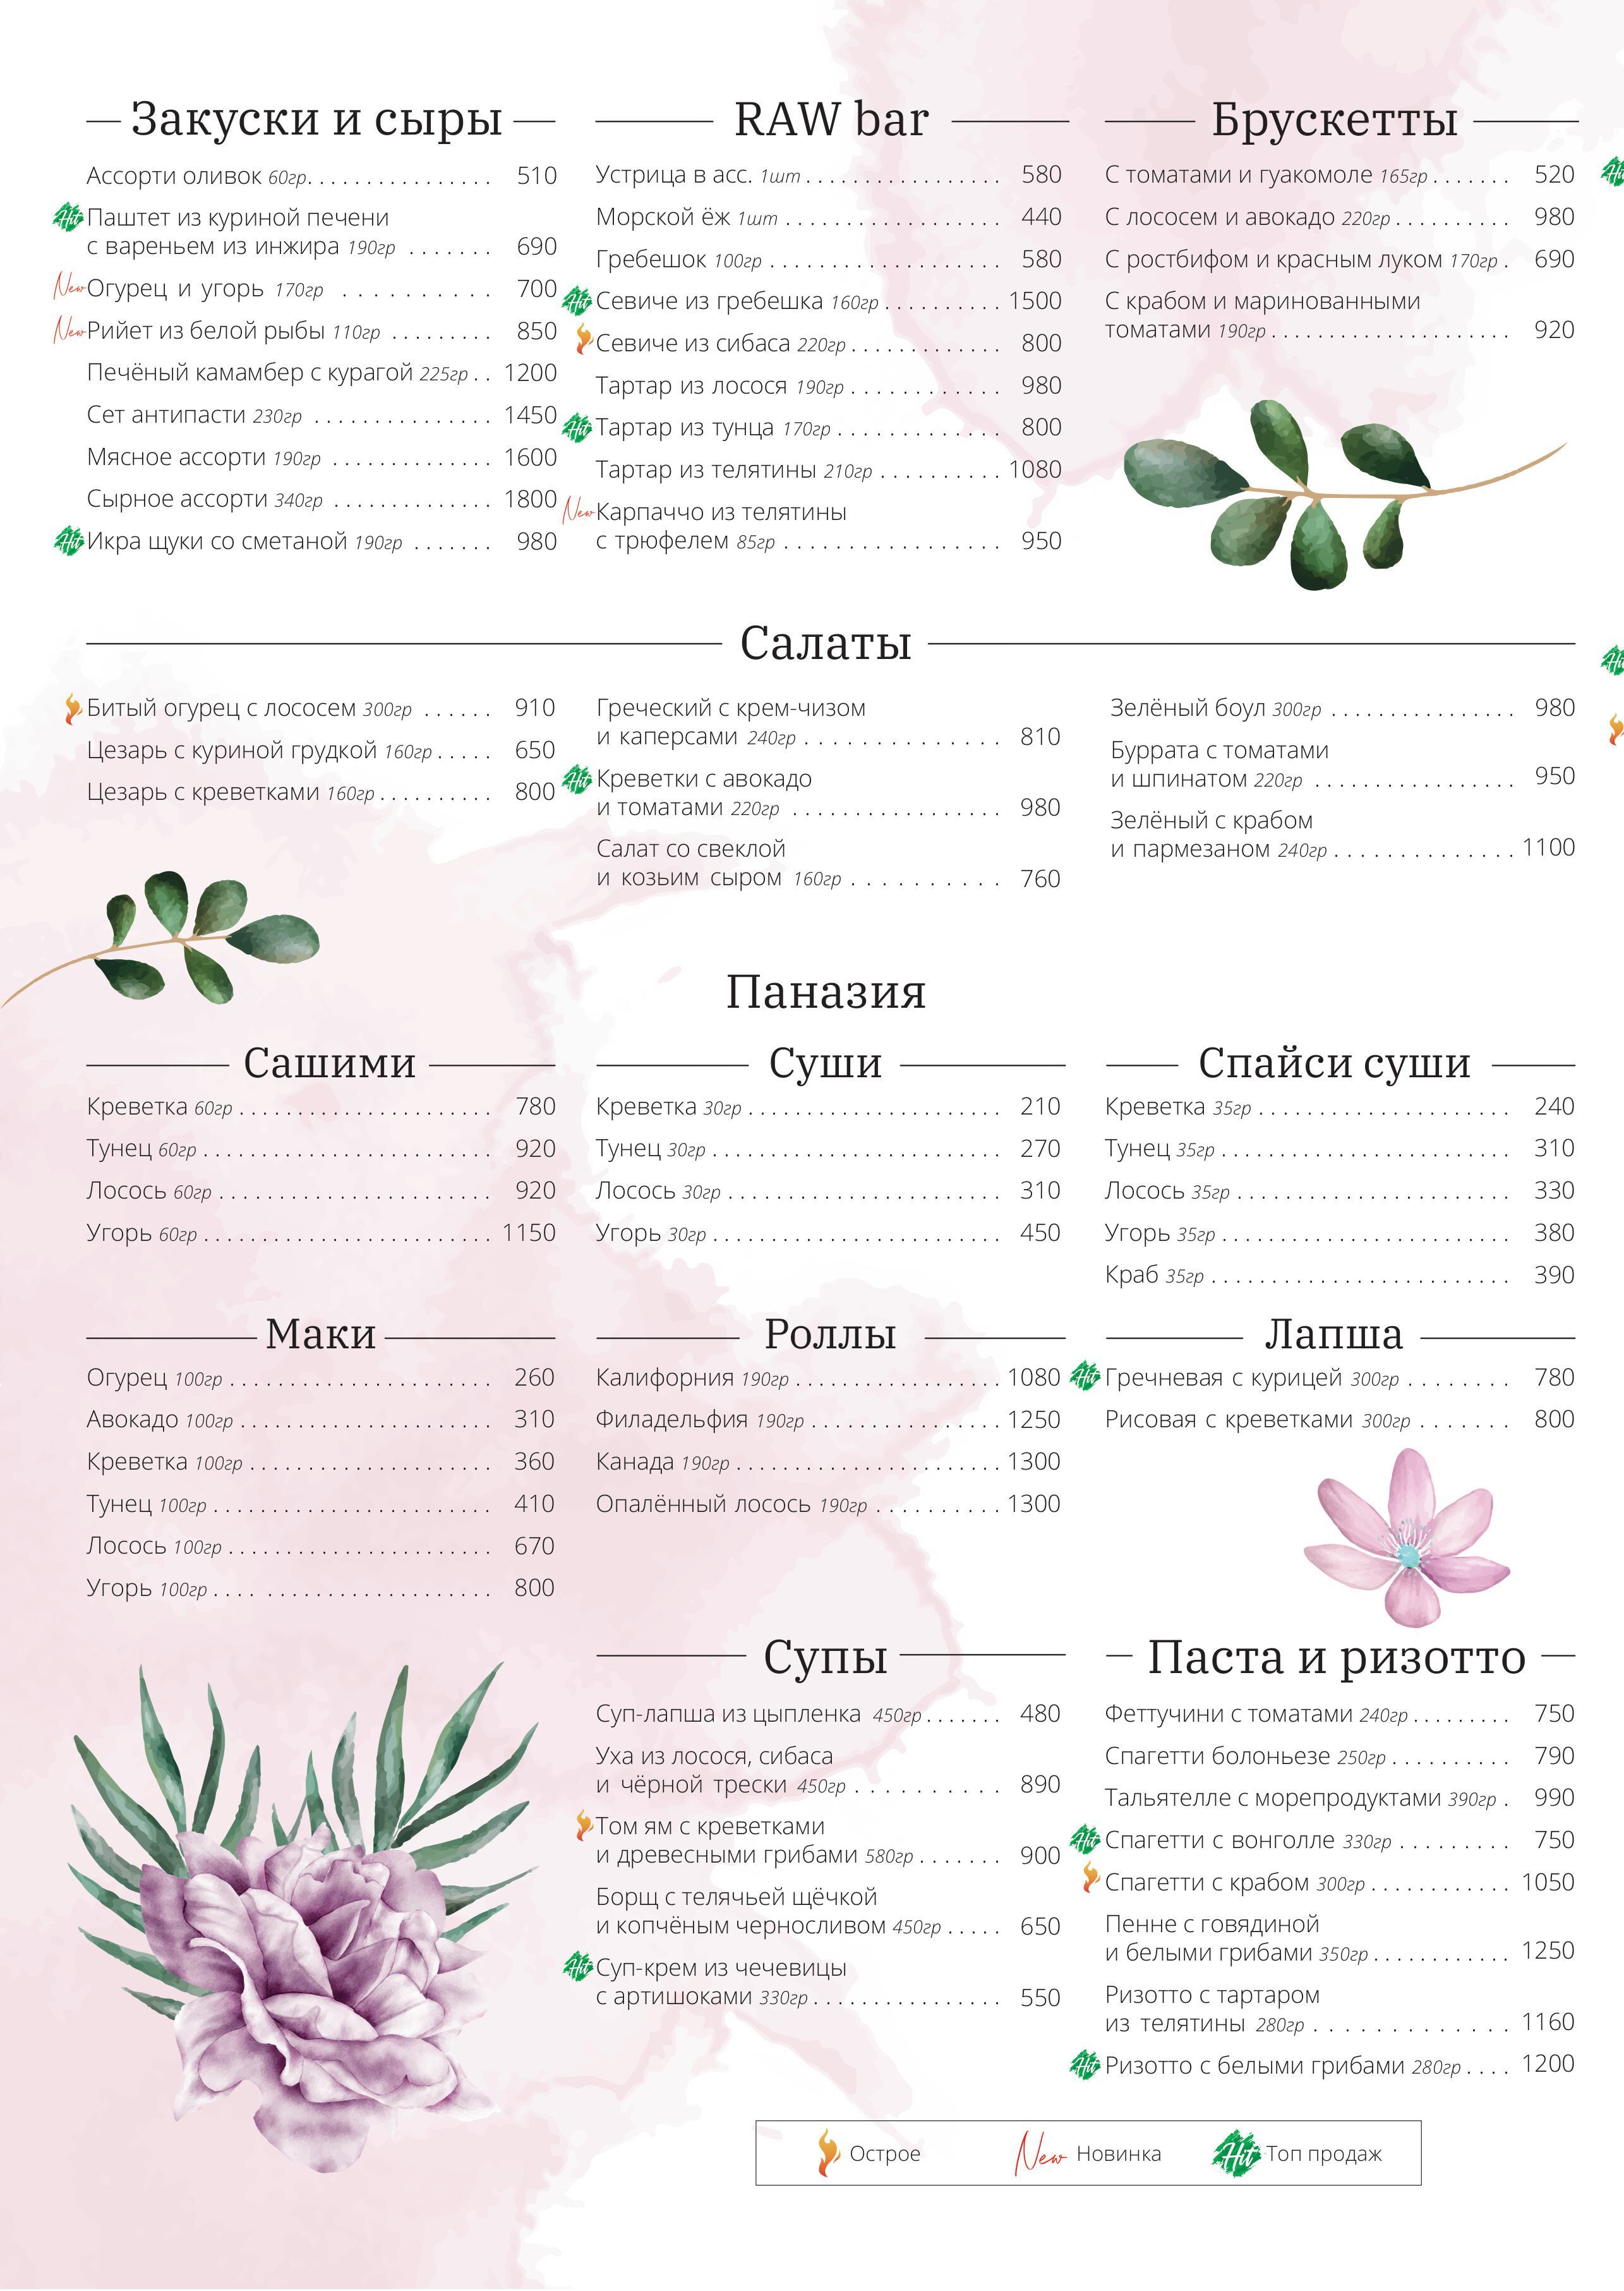 Закуски и сыры
Ассорти оливок 60гр. . . . . . . . . . . . . . . . 510
Hit Паштет из куриной печени
с вареньем из инжира 190гр . . . . . . . 690
New Огурец и угорь 170гр . . . . . . . . . . 700
New Рийет из белой рыбы 110гр . . . . . . . . . 850
Печёный камамбер с курагой 225гр . . 1200
Сет антипасти 230гр . . . . . . . . . . . . . . . 1450
Мясное ассорти 190гр . . . . . . . . . . . . . . 1600
Сырное ассорти 340гр . . . . . . . . . . . . . . 1800
Hit Икра щуки со сметаной 190гр . . . . . . . 980
RAW bar
Устрица в асс. 1шт . . . . . . . . . . . . . . . . . 580
Морской ёж 1шт . . . . . . . . . . . . . . . . . . . 440
Гребешок 100гр . . . . . . . . . . . . . . . . . . . . 580
Hit Севиче из гребешка 160гр . . . . . . . . . . 1500
Севиче из сибаса 220гр . . . . . . . . . . . . . 800
Тартар из лосося 190гр . . . . . . . . . . . . . 980
Hit Тартар из тунца 170гр . . . . . . . . . . . . . . 800
Тартар из телятины 210гр . . . . . . . . . . . 1080
New Карпаччо из телятины
с трюфелем 85гр . . . . . . . . . . . . . . . . . . . 950
Брускетты
С томатами и гуакомоле 165гр . . . . . . . 520
С лососем и авокадо 220гр . . . . . . . . . . 980
С ростбифом и красным луком 170гр . 690
С крабом и маринованными
томатами 190гр . . . . . . . . . . . . . . . . . . . . . 920
Салаты
Битый огурец с лососем 300гр . . . . . . 910
Цезарь с куриной грудкой 160гр . . . . . 650
Цезарь с креветками 160гр . . . . . . . . . . 800
Греческий с крем-чизом
и каперсами 240гр . . . . . . . . . . . . . . . 810
Hit Креветки с авокадо
и томатами 220гр . . . . . . . . . . . . . . . . . . 980
Салат со свеклой
и козьим сыром 160гр . . . . . . . . . . 760
Зелёный боул 300гр . . . . . . . . . . . . . . . . 980
Буррата с томатами
и шпинатом 220гр . . . . . . . . . . . . . . . . . 950
Зелёный с крабом
и пармезаном 240гр . . . . . . . . . . . . . . . 1100
Паназия
Сашими
Креветка 60гр . . . . . . . . . . . . . . . . . . . . . . 780
Тунец 60гр . . . . . . . . . . . . . . . . . . . . . . . . . 920
Лосось 60гр . . . . . . . . . . . . . . . . . . . . . . . . 920
Угорь 60гр . . . . . . . . . . . . . . . . . . . . . . . . . 1150
Суши
Креветка 30гр . . . . . . . . . . . . . . . . . . . . . . 210
Тунец 30гр . . . . . . . . . . . . . . . . . . . . . . . . . 270
Лосось 30гр . . . . . . . . . . . . . . . . . . . . . . . . 310
Угорь 30гр . . . . . . . . . . . . . . . . . . . . . . . . . 450
Спайси суши
Креветка 35гр . . . . . . . . . . . . . . . . . . . . . . 240
Тунец 35гр . . . . . . . . . . . . . . . . . . . . . . . . . 310
Лосось 35гр . . . . . . . . . . . . . . . . . . . . . . . . 330
Угорь 35гр . . . . . . . . . . . . . . . . . . . . . . . . . 380
Краб 35гр . . . . . . . . . . . . . . . . . . . . . . . . . . 390
Маки
Огурец 100гр . . . . . . . . . . . . . . . . . . . . . . . 260
Авокадо 100гр . . . . . . . . . . . . . . . . . . . . . . 310
Креветка 100гр . . . . . . . . . . . . . . . . . . . . . 360
Тунец 100гр . . . . . . . . . . . . . . . . . . . . . . . . 410
Лосось 100гр . . . . . . . . . . . . . . . . . . . . . . . 670
Угорь 100гр . . . . . . . . . . . . . . . . . . . . . . . . 800
Роллы
Калифорния 190гр . . . . . . . . . . . . . . . . . . 1080
Филадельфия 190гр . . . . . . . . . . . . . . . . . 1250
Канада 190гр . . . . . . . . . . . . . . . . . . . . . . . 1300
Опалённый лосось 190гр . . . . . . . . . . . 1300
Лапша
Hit Гречневая с курицей 300гр . . . . . . . . 780
Рисовая с креветками 300гр . . . . . . . 800
Супы
Суп-лапша из цыпленка 450гр . . . . . . . 480
Уха из лосося, сибаса
и чёрной трески 450гр . . . . . . . . . . 890
Том ям с креветками
и древесными грибами 580гр . . . . . . . 900
Борщ с телячьей щёчкой
и копчёным черносливом 450гр . . . . . 650
Hit Суп-крем из чечевицы
с артишоками 330гр . . . . . . . . . . . . . . . . 550
Паста и ризотто
Феттучини с томатами 240гр . . . . . . . . . 750
Спагетти болоньезе 250гр . . . . . . . . . . 790
Тальятелле с морепродуктами 390гр . 990
Hit Спагетти с вонголле 330гр . . . . . . . . . 750
Спагетти с крабом 300гр . . . . . . . . . . . . 1050
Пенне с говядиной
и белыми грибами 350гр . . . . . . . . . . . . 1250
Ризотто с тартаром
из телятины 280гр . . . . . . . . . . . . . 1160
Hit Ризотто с белыми грибами 280гр . . . . 1200
Острое New Новинка Hit Топ продаж